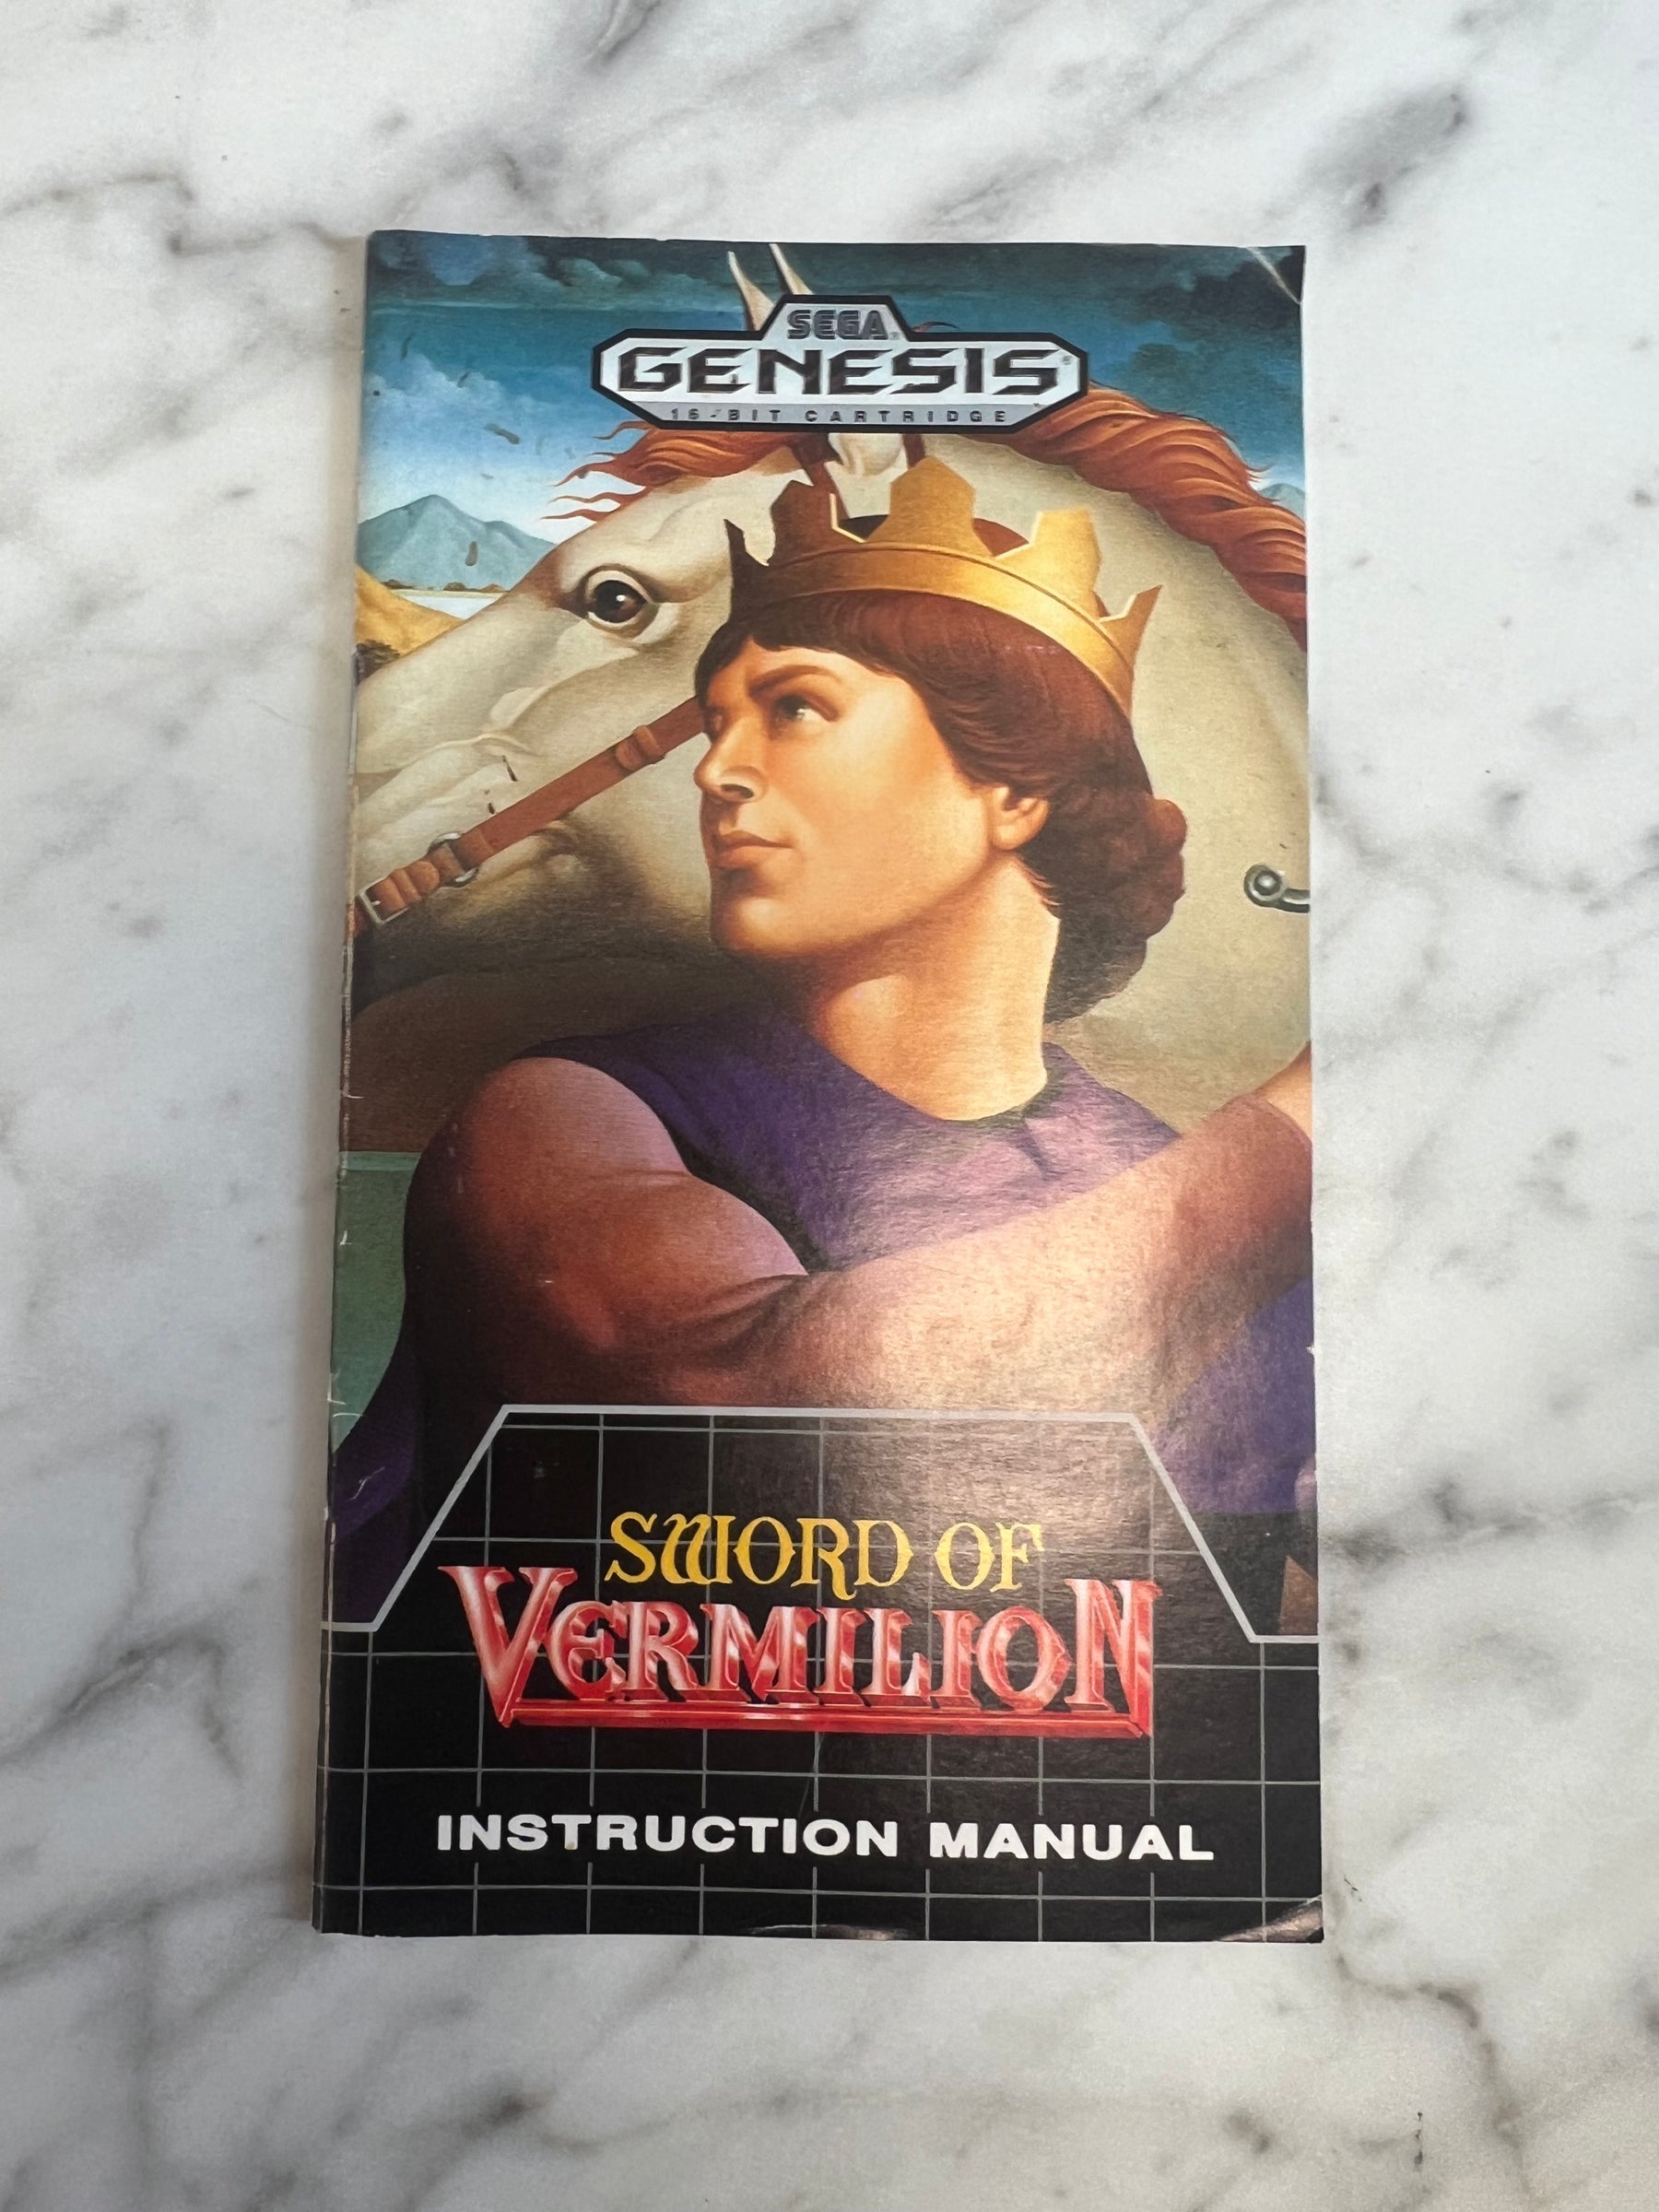 SEGA®
GENESIS®
16-BIT CARTRIDGE
SWORD OF
VERMILION
INSTRUCTION MANUAL